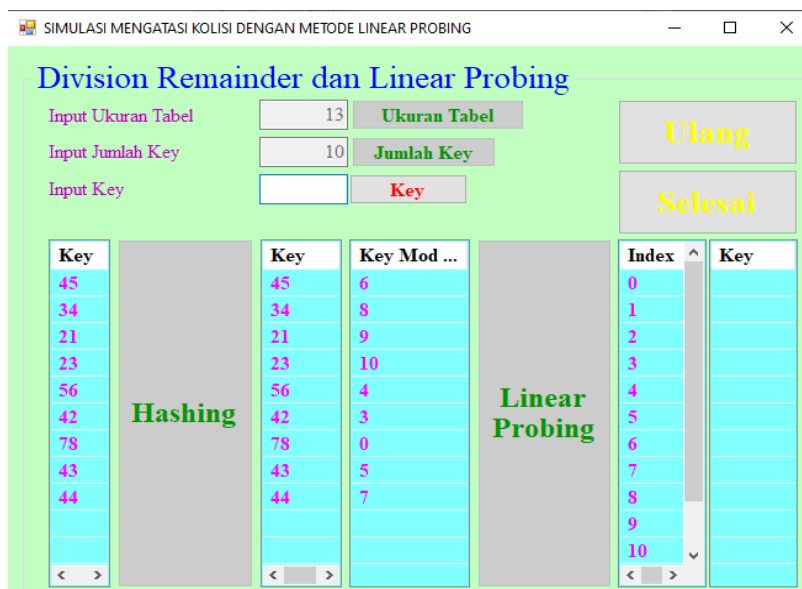 SIMULASI MENGATASI KOLISI DENGAN METODE LINEAR PROBING
Division Remainder dan Linear Probing
Input Ukuran Tabel 13 Ukuran Tabel
Input Jumlah Key 10 Jumlah Key
Input Key Key
Ulang
Selesai
Key Key Key Mod ... Index Key
45 45 6 0
34 34 8 1
21 21 9 2
23 23 10 3
56 56 4 4
42 42 3 5
78 78 0 6
43 43 5 7
44 44 7 8
9
10
Hashing
Linear
Probing